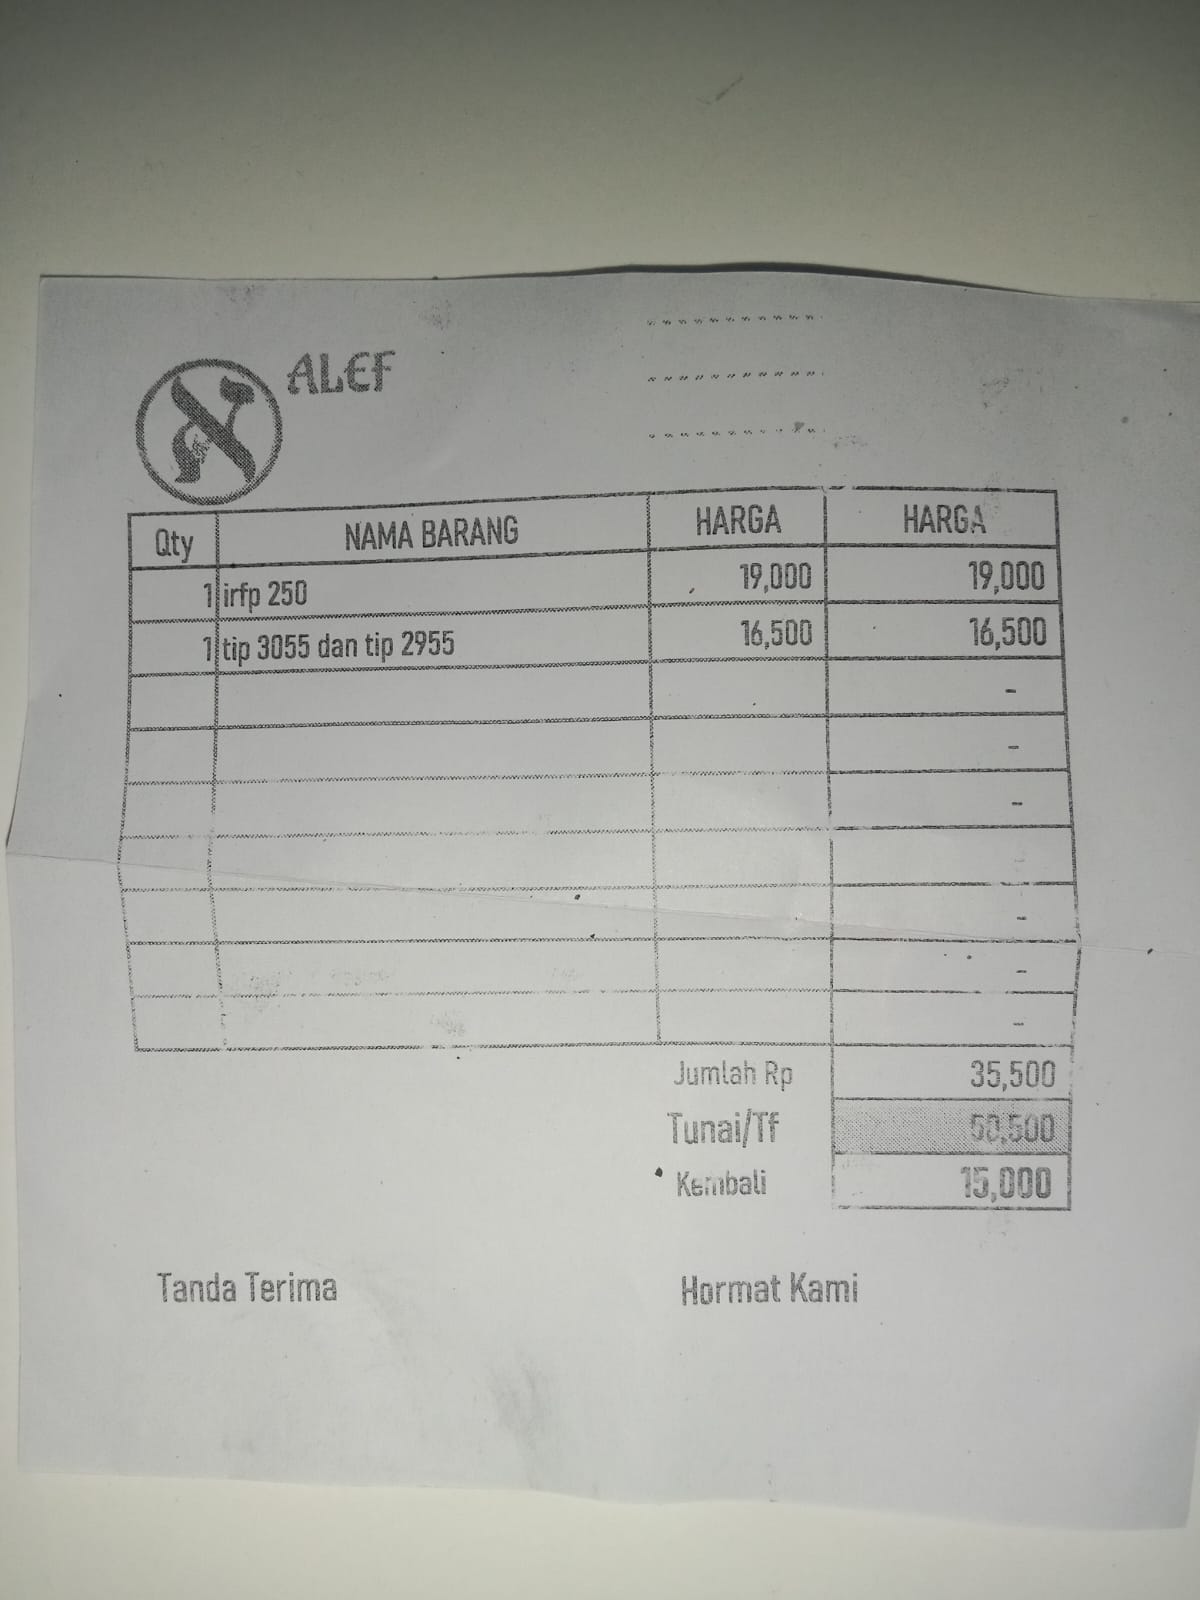 ALEF
Qty NAMA BARANG HARGA HARGA
1 irfp 250 19,000 19,000
1 tip 3055 dan tip 2955 16,500 16,500
-
-
-
-
-
-
-
Jumlah Rp 35,500
Tunai/Tf 50,500
Kembali 15,000
Tanda Terima Hormat Kami